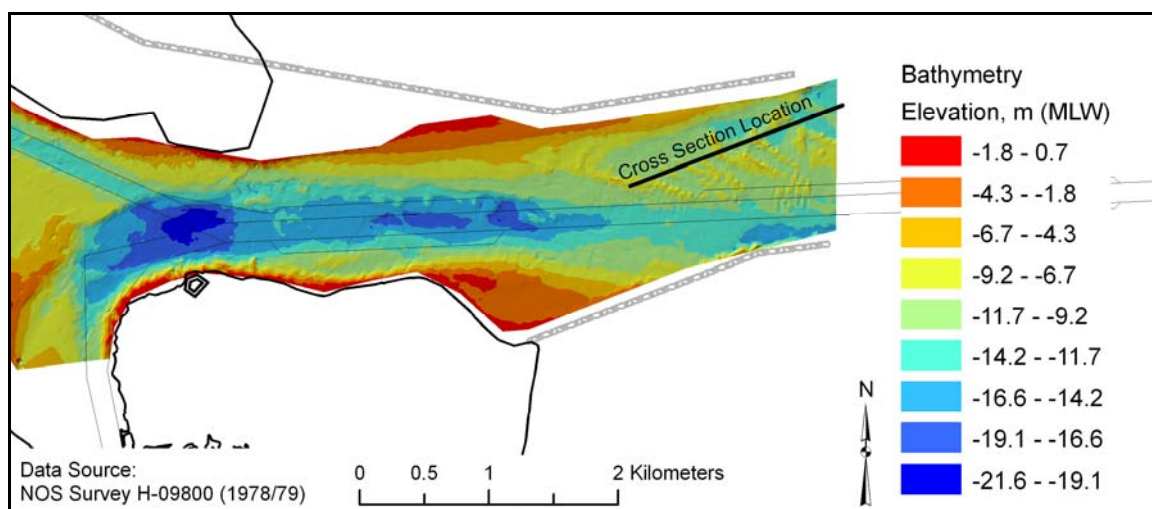 Cross Section Location
Bathymetry
Elevation, m (MLW)
-1.8 - 0.7
-4.3 - -1.8
-6.7 - -4.3
-9.2 - -6.7
-11.7 - -9.2
-14.2 - -11.7
-16.6 - -14.2
-19.1 - -16.6
-21.6 - -19.1
N
Data Source:
NOS Survey H-09800 (1978/79)
0 0.5 1 2 Kilometers